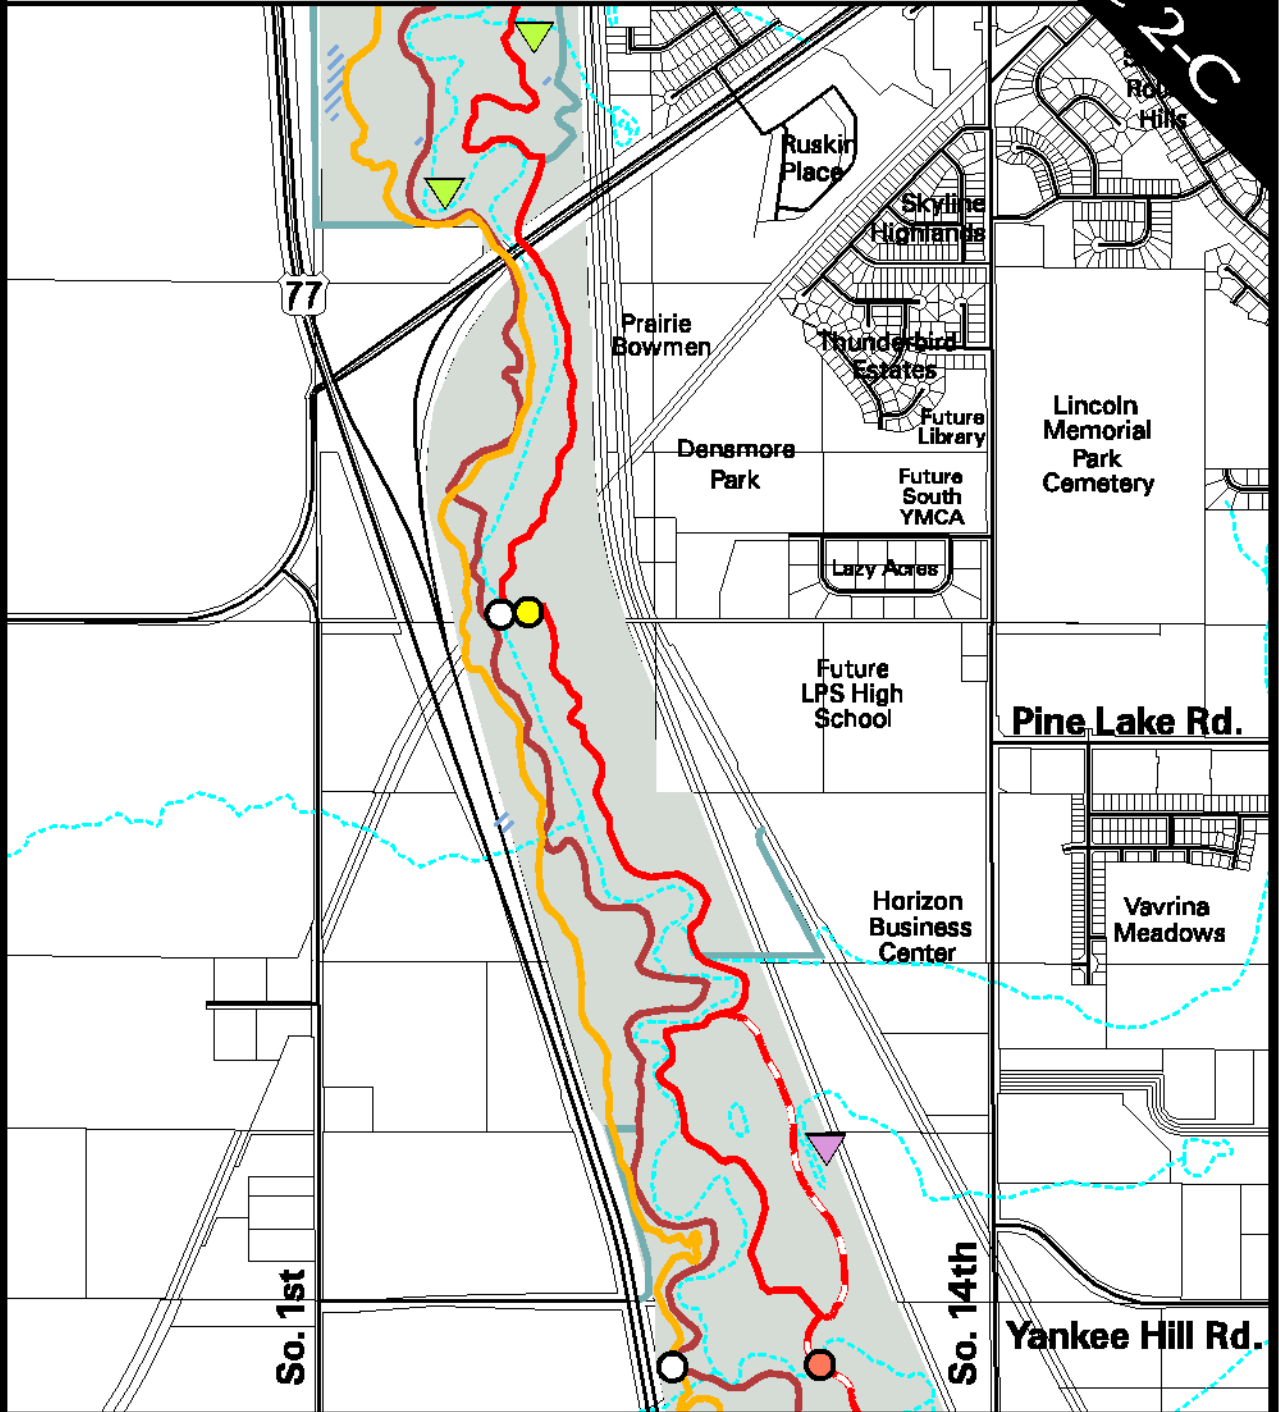 2-C
Hills
Ruskin
Place
Skyline
Highlands
77
Prairie
Bowmen
Thunderbird
Estates
Future
Library
Lincoln
Memorial
Park
Cemetery
Densmore
Park
Future
South
YMCA
Lazy Acres
Future
LPS High
School
Pine Lake Rd.
Horizon
Business
Center
Vavrina
Meadows
So. 1st
So. 14th
Yankee Hill Rd.